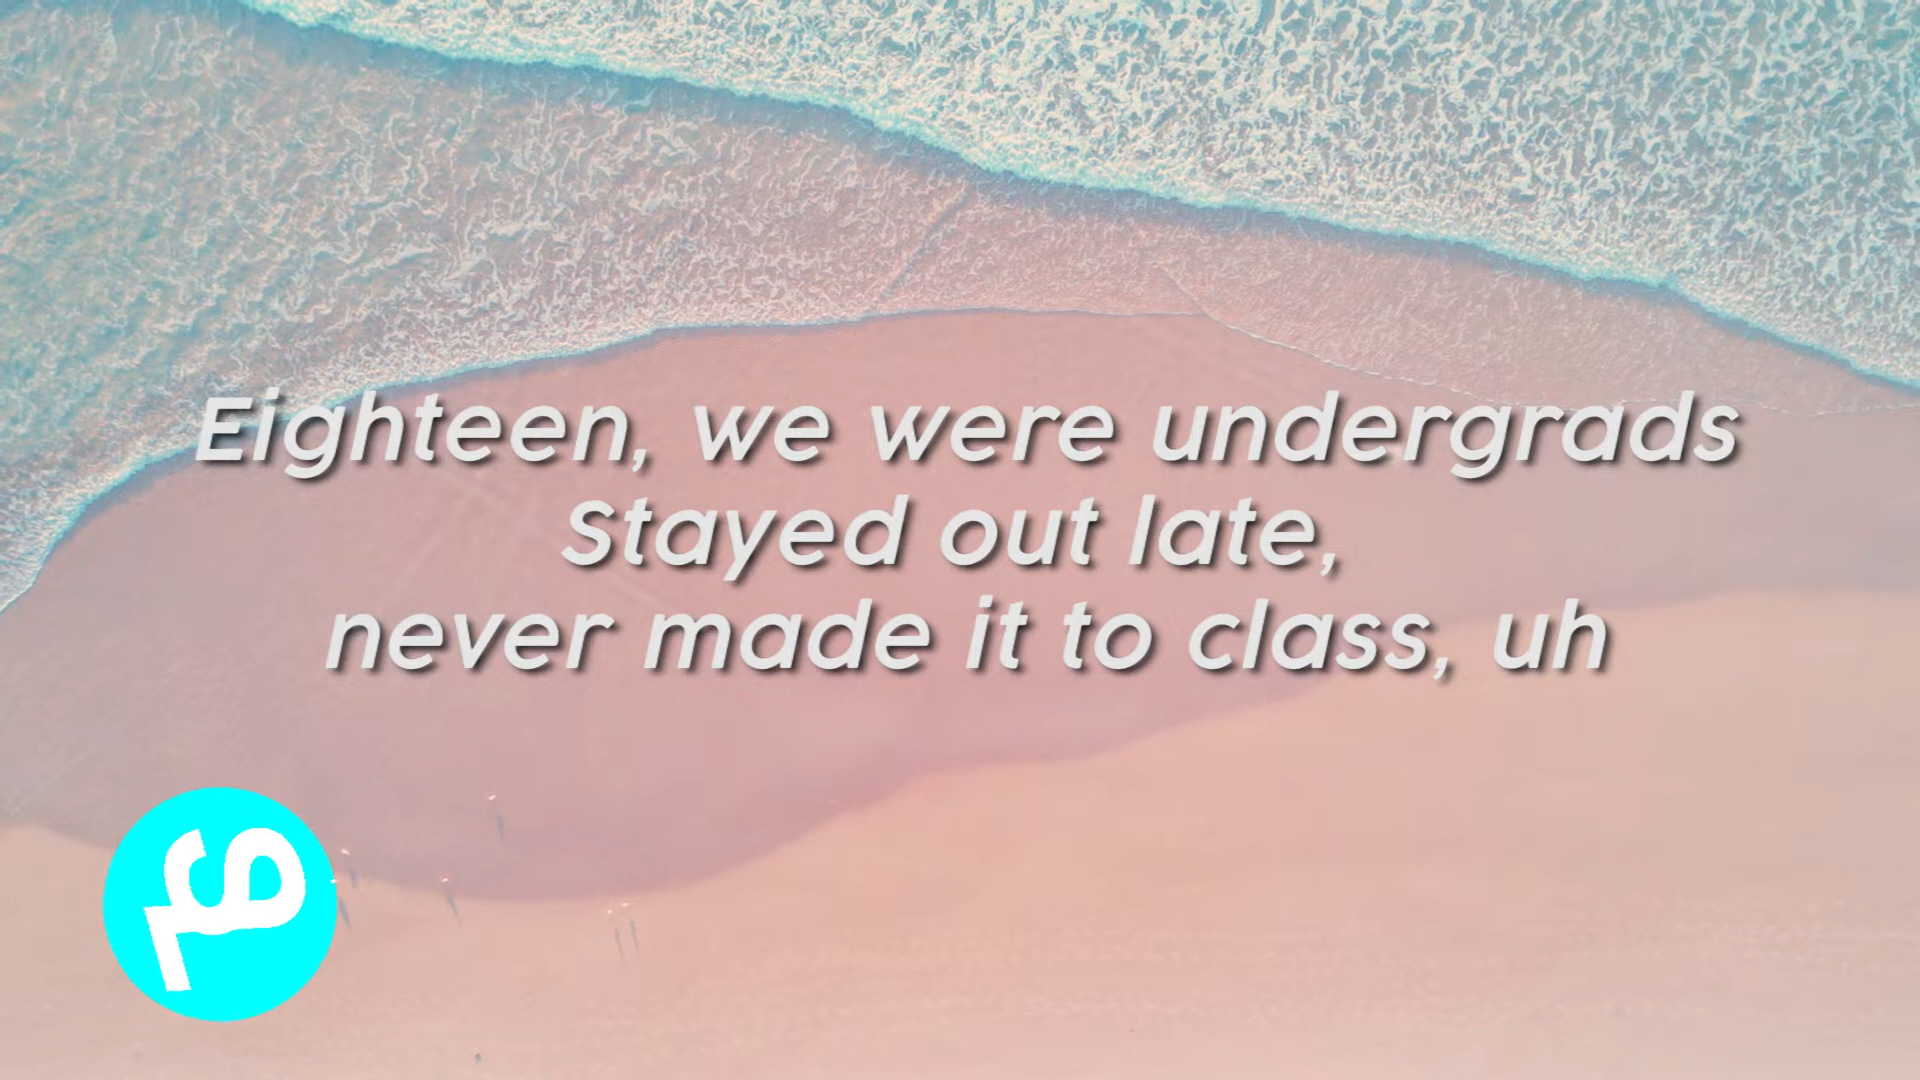 Eighteen, we were undergrads
Stayed out late,
never made it to class, uh